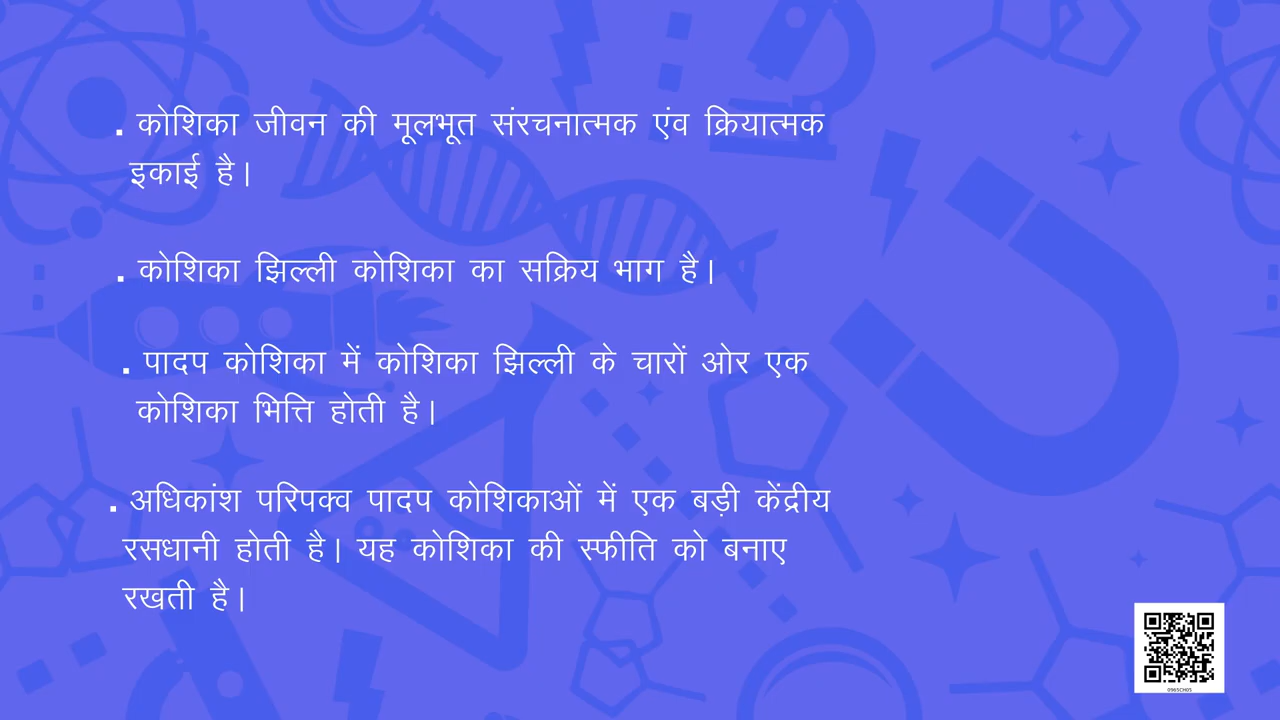 . कोशिका जीवन की मूलभूत संरचनात्मक एंव क्रियात्मक
इकाई है।
. कोशिका झिल्ली कोशिका का सक्रिय भाग है।
. पादप कोशिका में कोशिका झिल्ली के चारों ओर एक
कोशिका भित्ति होती है।
. अधिकांश परिपक्व पादप कोशिकाओं में एक बड़ी केंद्रीय
रसधानी होती है। यह कोशिका की स्फीति को बनाए
रखती है।
0965CH05